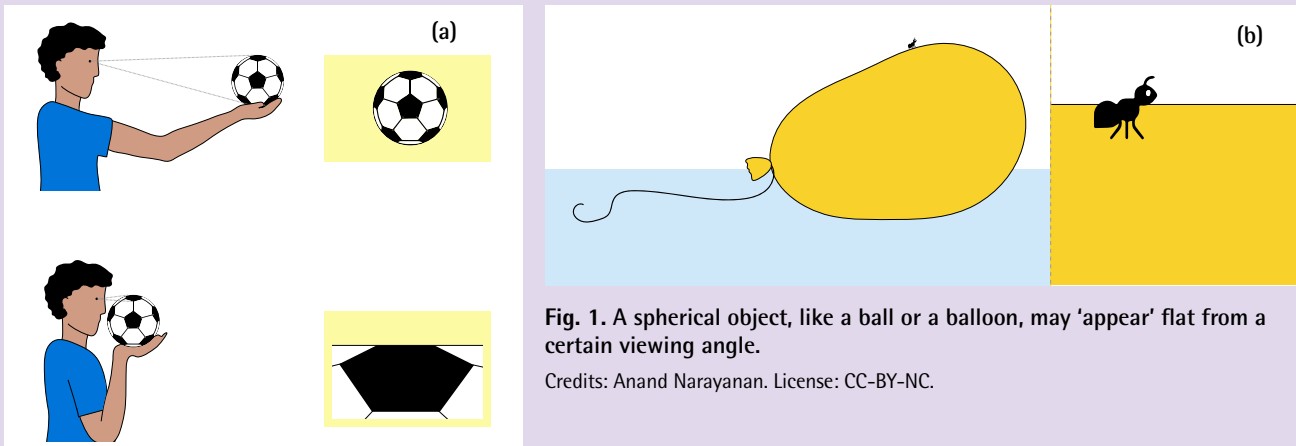 (a)
(b)
Fig. 1. A spherical object, like a ball or a balloon, may ‘appear’ flat from a
certain viewing angle.
Credits: Anand Narayanan. License: CC-BY-NC.